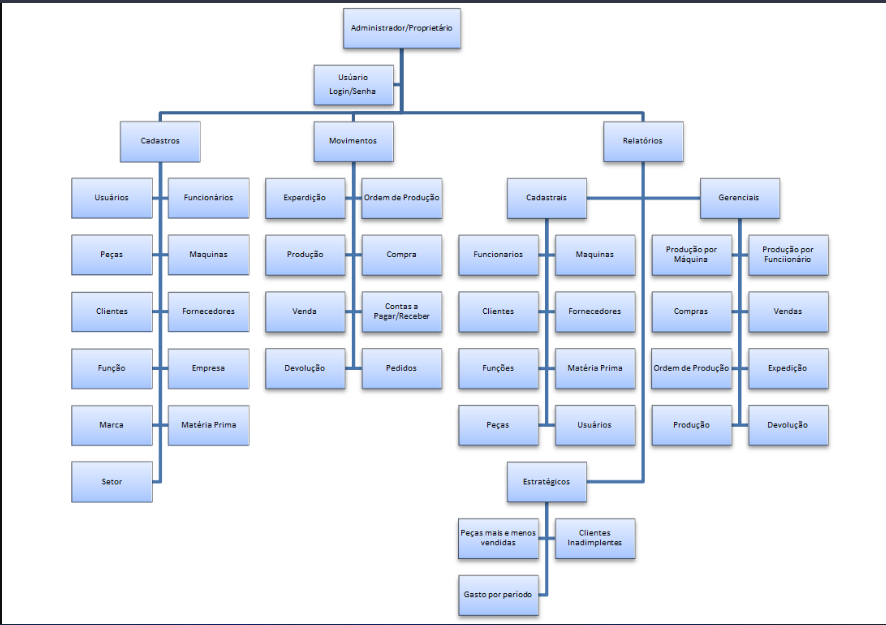 Administrador/Proprietário
Usúario
Login/Senha
Cadastros
Movimentos
Relatórios
Usuários
Funcionários
Experdição
Ordem de Produção
Cadastrais
Gerenciais
Peças
Maquinas
Produção
Compra
Funcionarios
Maquinas
Produção por
Máquina
Produção por
Funciionário
Clientes
Fornecedores
Venda
Contas a
Pagar/Receber
Clientes
Fornecedores
Compras
Vendas
Função
Empresa
Devolução
Pedidos
Funções
Matéria Prima
Ordem de Produção
Expedição
Marca
Matéria Prima
Peças
Usuários
Produção
Devolução
Setor
Estratégicos
Peças mais e menos
vendidas
Clientes
Inadimplentes
Gasto por periodo